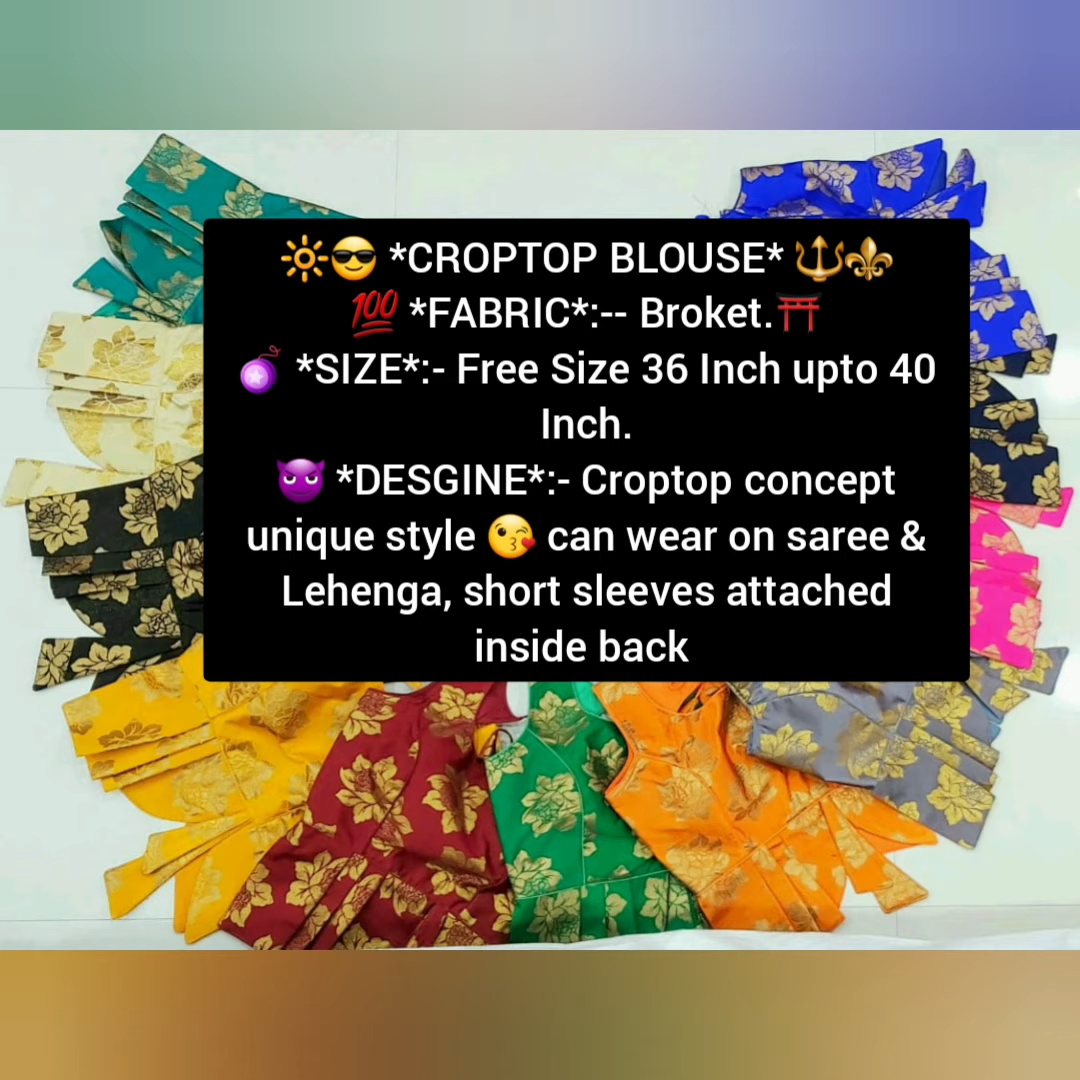 🔆😎 *CROPTOP BLOUSE* 🔱⚜️
💯 *FABRIC*:-- Broket.⛩️
💣 *SIZE*:- Free Size 36 Inch upto 40
Inch.
😈 *DESGINE*:- Croptop concept
unique style 😘 can wear on saree &
Lehenga, short sleeves attached
inside back